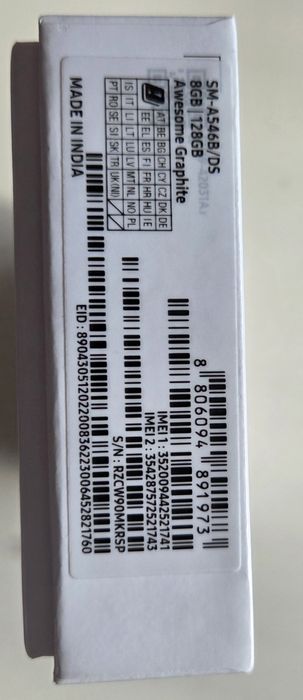 SM-A546B/DS
8GB | 128GB
Awesome Graphite
AT BE BG CH CY CZ DK DE
EE EL ES FI FR HR HU IE
IS IT LI LT LU LV MT NL NO PL
PT RO SE SI SK TR UK(NI)
MADE IN INDIA
8 806094 891973
IMEI 1 : 352009442521741
IMEI 2 : 354287572521743
S/N : RZCW90MKRSP
EID : 89043051202200836223006452821760